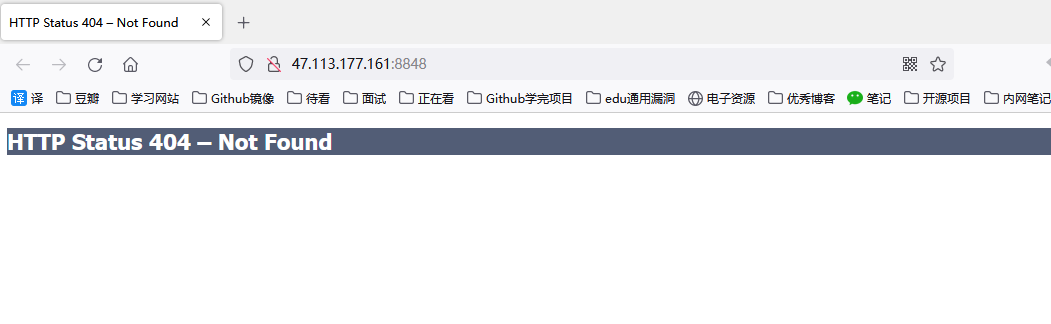 HTTP Status 404 – Not Found
47.113.177.161:8848
译 译 豆瓣 学习网站 Github镜像 待看 面试 正在看 Github学完项目 edu通用漏洞 电子资源 优秀博客 笔记 开源项目 内网笔记
HTTP Status 404 – Not Found